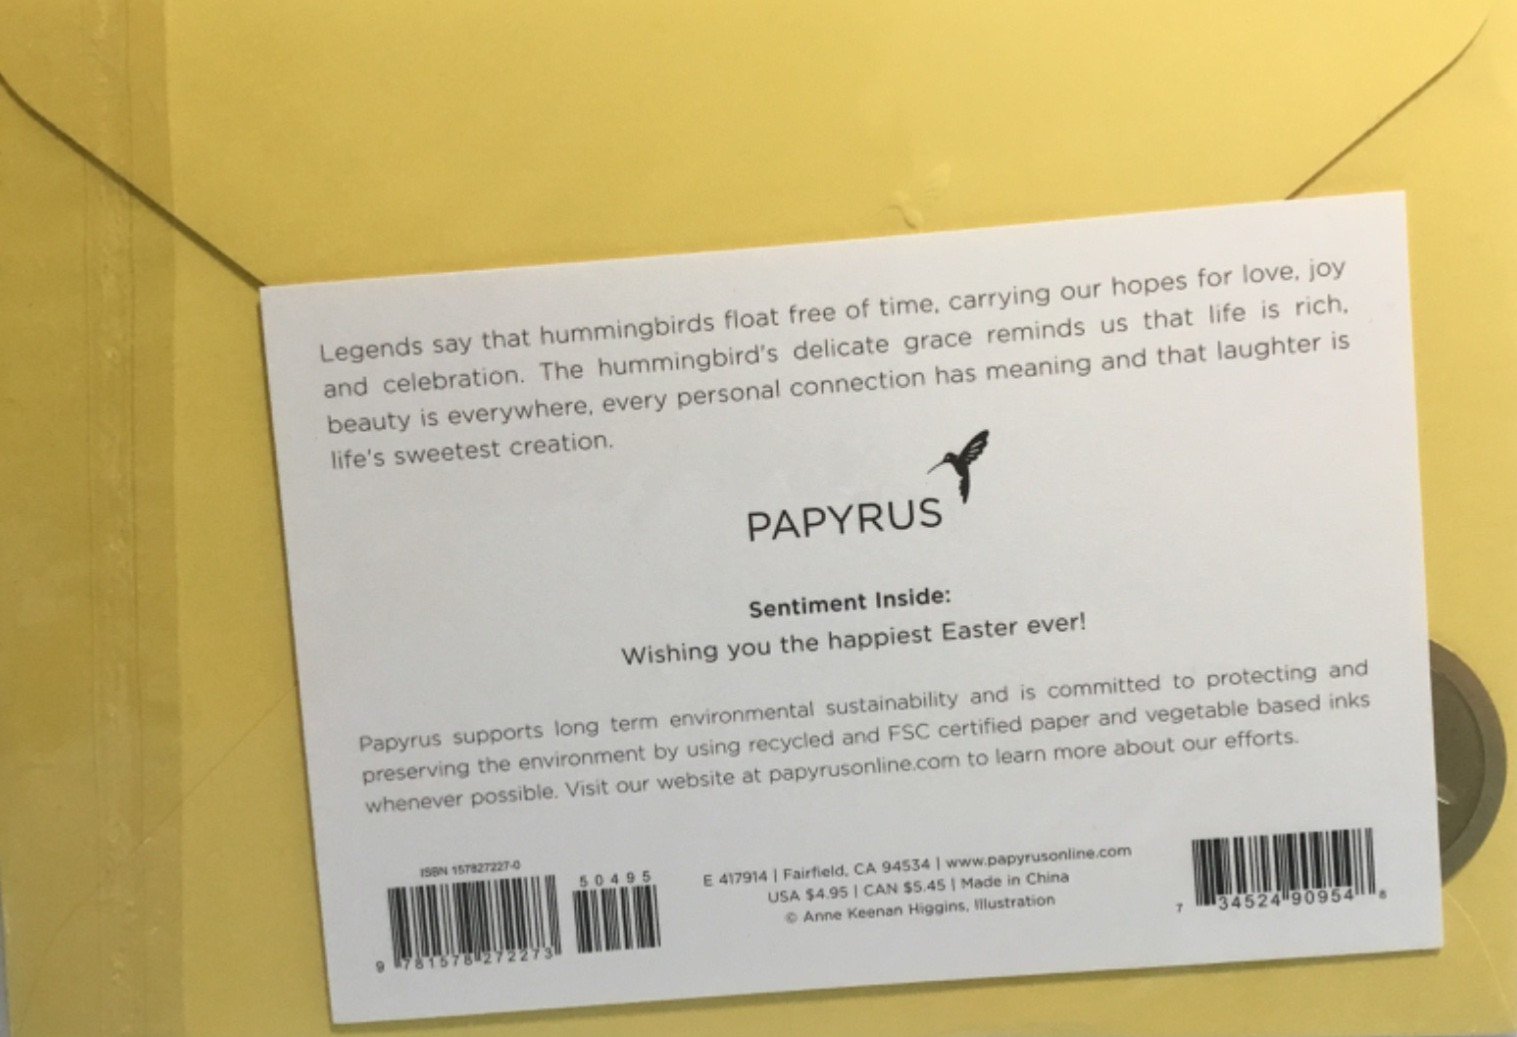 Legends say that hummingbirds float free of time, carrying our hopes for love, joy
and celebration. The hummingbird's delicate grace reminds us that life is rich,
beauty is everywhere, every personal connection has meaning and that laughter is
life's sweetest creation.
PAPYRUS
Sentiment Inside:
Wishing you the happiest Easter ever!
Papyrus supports long term environmental sustainability and is committed to protecting and
preserving the environment by using recycled and FSC certified paper and vegetable based inks
whenever possible. Visit our website at papyrusonline.com to learn more about our efforts.
ISBN 157827227-0
50495
9 781578 272273
E 417914 | Fairfield, CA 94534 | www.papyrusonline.com
USA $4.95 | CAN $5.45 | Made in China
© Anne Keenan Higgins, Illustration
7 34524 90954 8